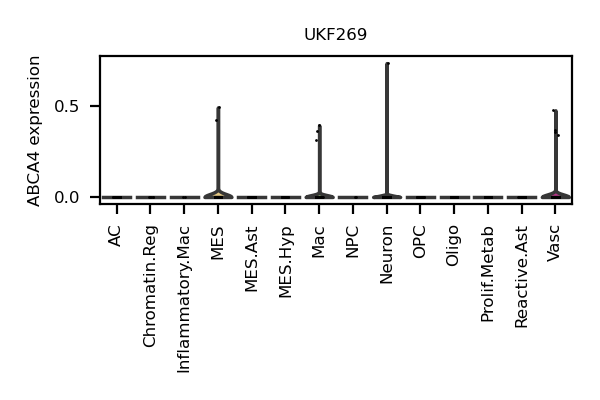 UKF269
ABCA4 expression
0.5
0.0
AC
Chromatin.Reg
Inflammatory.Mac
MES
MES.Ast
MES.Hyp
Mac
NPC
Neuron
OPC
Oligo
Prolif.Metab
Reactive.Ast
Vasc